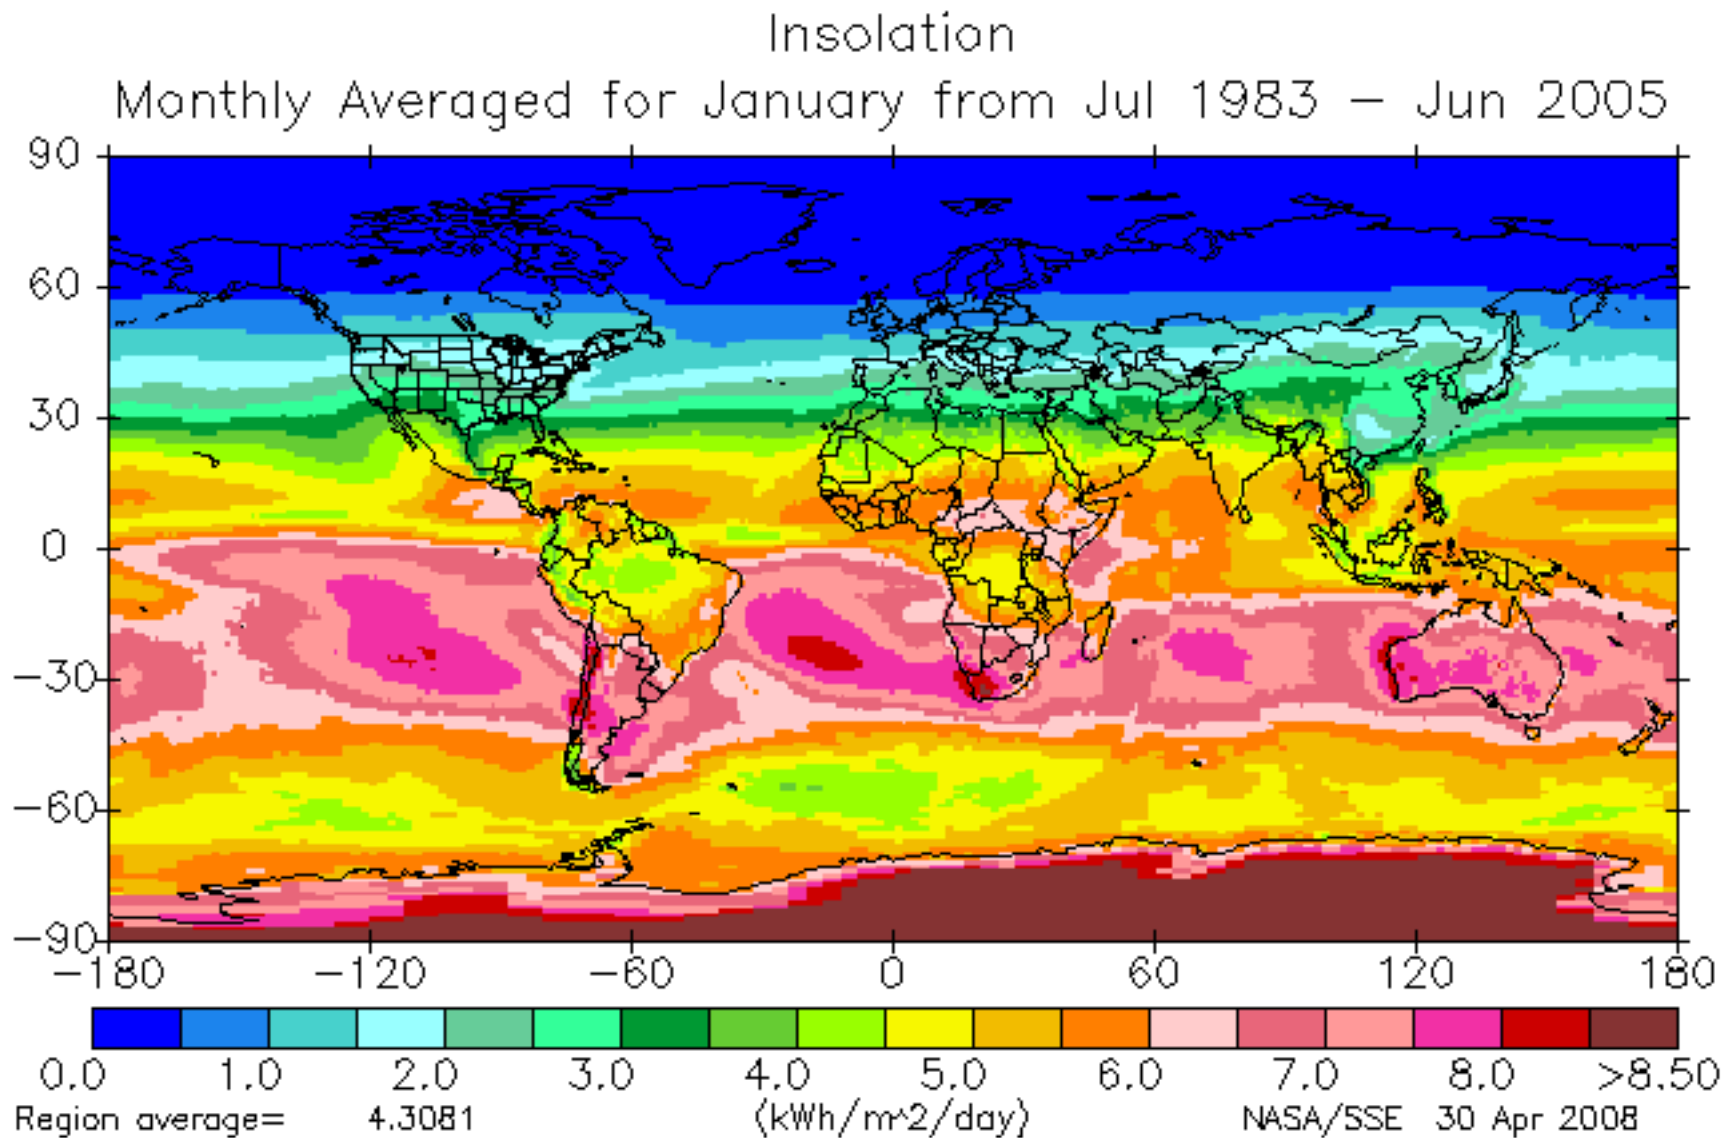 Insolation
Monthly Averaged for January from Jul 1983 – Jun 2005
90
60
30
0
−30
−60
−90
−180 −120 −60 0 60 120 180
0.0 1.0 2.0 3.0 4.0 5.0 6.0 7.0 8.0 >8.50
Region average= 4.3081 (kWh/m^2/day) NASA/SSE 30 Apr 2008